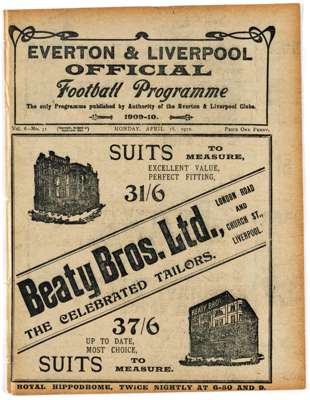 EVERTON & LIVERPOOL
OFFICIAL
Football Programme
The only Programme published by Authority of the Everton & Liverpool Clubs.
1909-10.
MONDAY, APRIL
PRICE ONE PENNY.
SUITS TO MEASURE,
EXCELLENT VALUE,
PERFECT FITTING,
31/6
Beaty Bros. Ltd.,
LONDON ROAD
AND
CHURCH ST.,
LIVERPOOL.
THE CELEBRATED TAILORS.
37/6
UP TO DATE,
MOST CHOICE,
SUITS TO MEASURE.
BEATY BROS.
ROYAL HIPPODROME, TWICE NIGHTLY AT 6-50 AND 9.